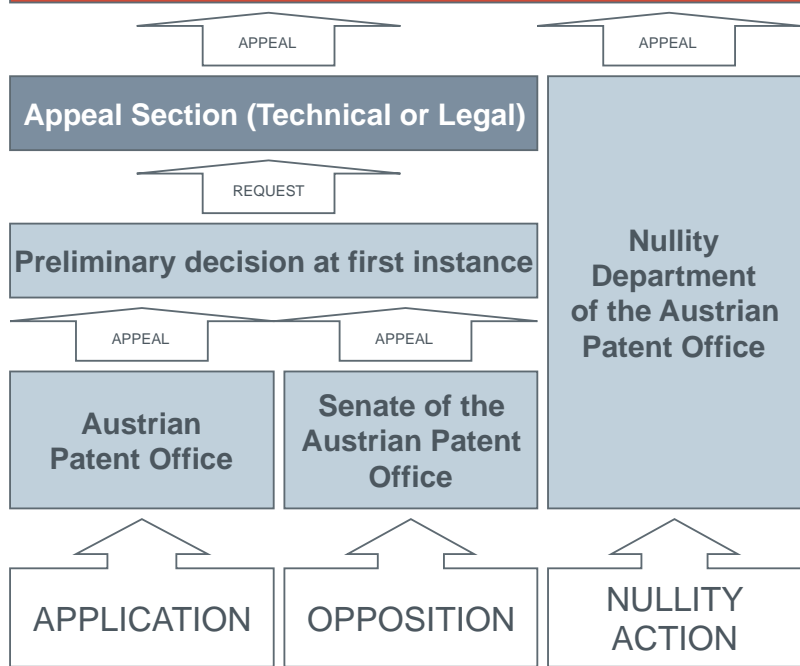 APPEAL
APPEAL
Appeal Section (Technical or Legal)
REQUEST
Preliminary decision at first instance
Nullity
Department
of the Austrian
Patent Office
APPEAL
APPEAL
Austrian
Patent Office
Senate of the
Austrian Patent
Office
APPLICATION
OPPOSITION
NULLITY
ACTION